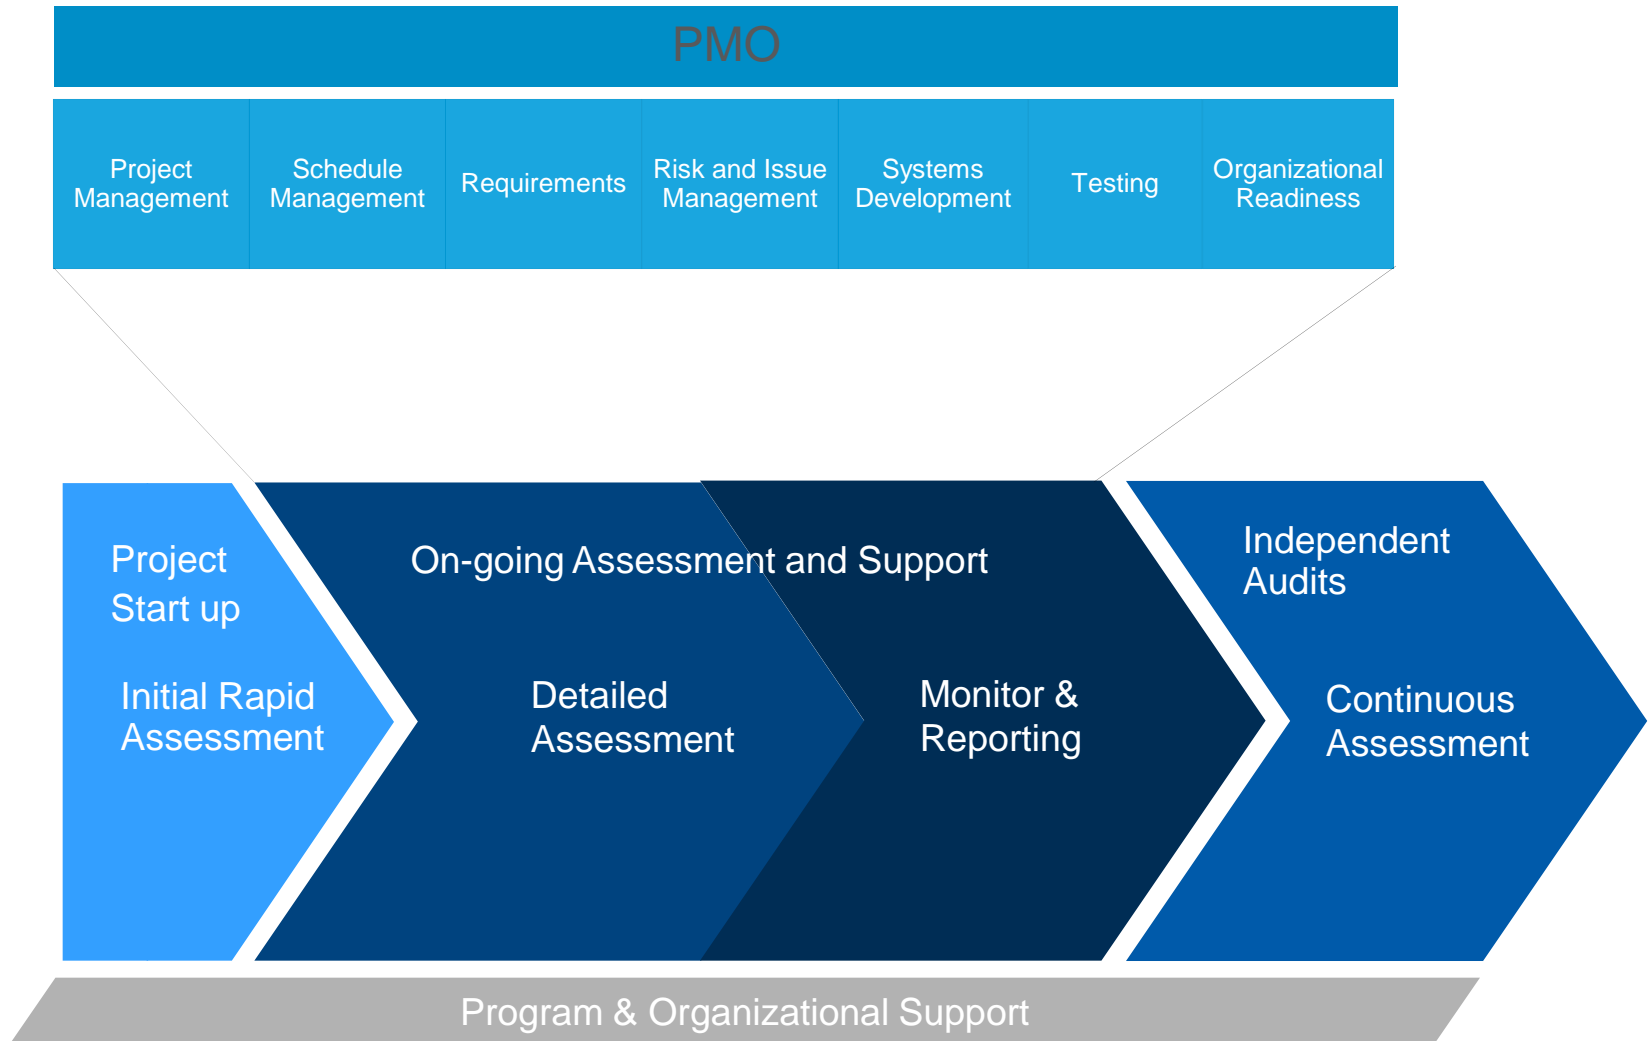 PMO
Project
Management
Schedule
Management
Requirements
Risk and Issue
Management
Systems
Development
Testing
Organizational
Readiness
Project
Start up
Initial Rapid
Assessment
On-going Assessment and Support
Detailed
Assessment
Monitor &
Reporting
Independent
Audits
Continuous
Assessment
Program & Organizational Support